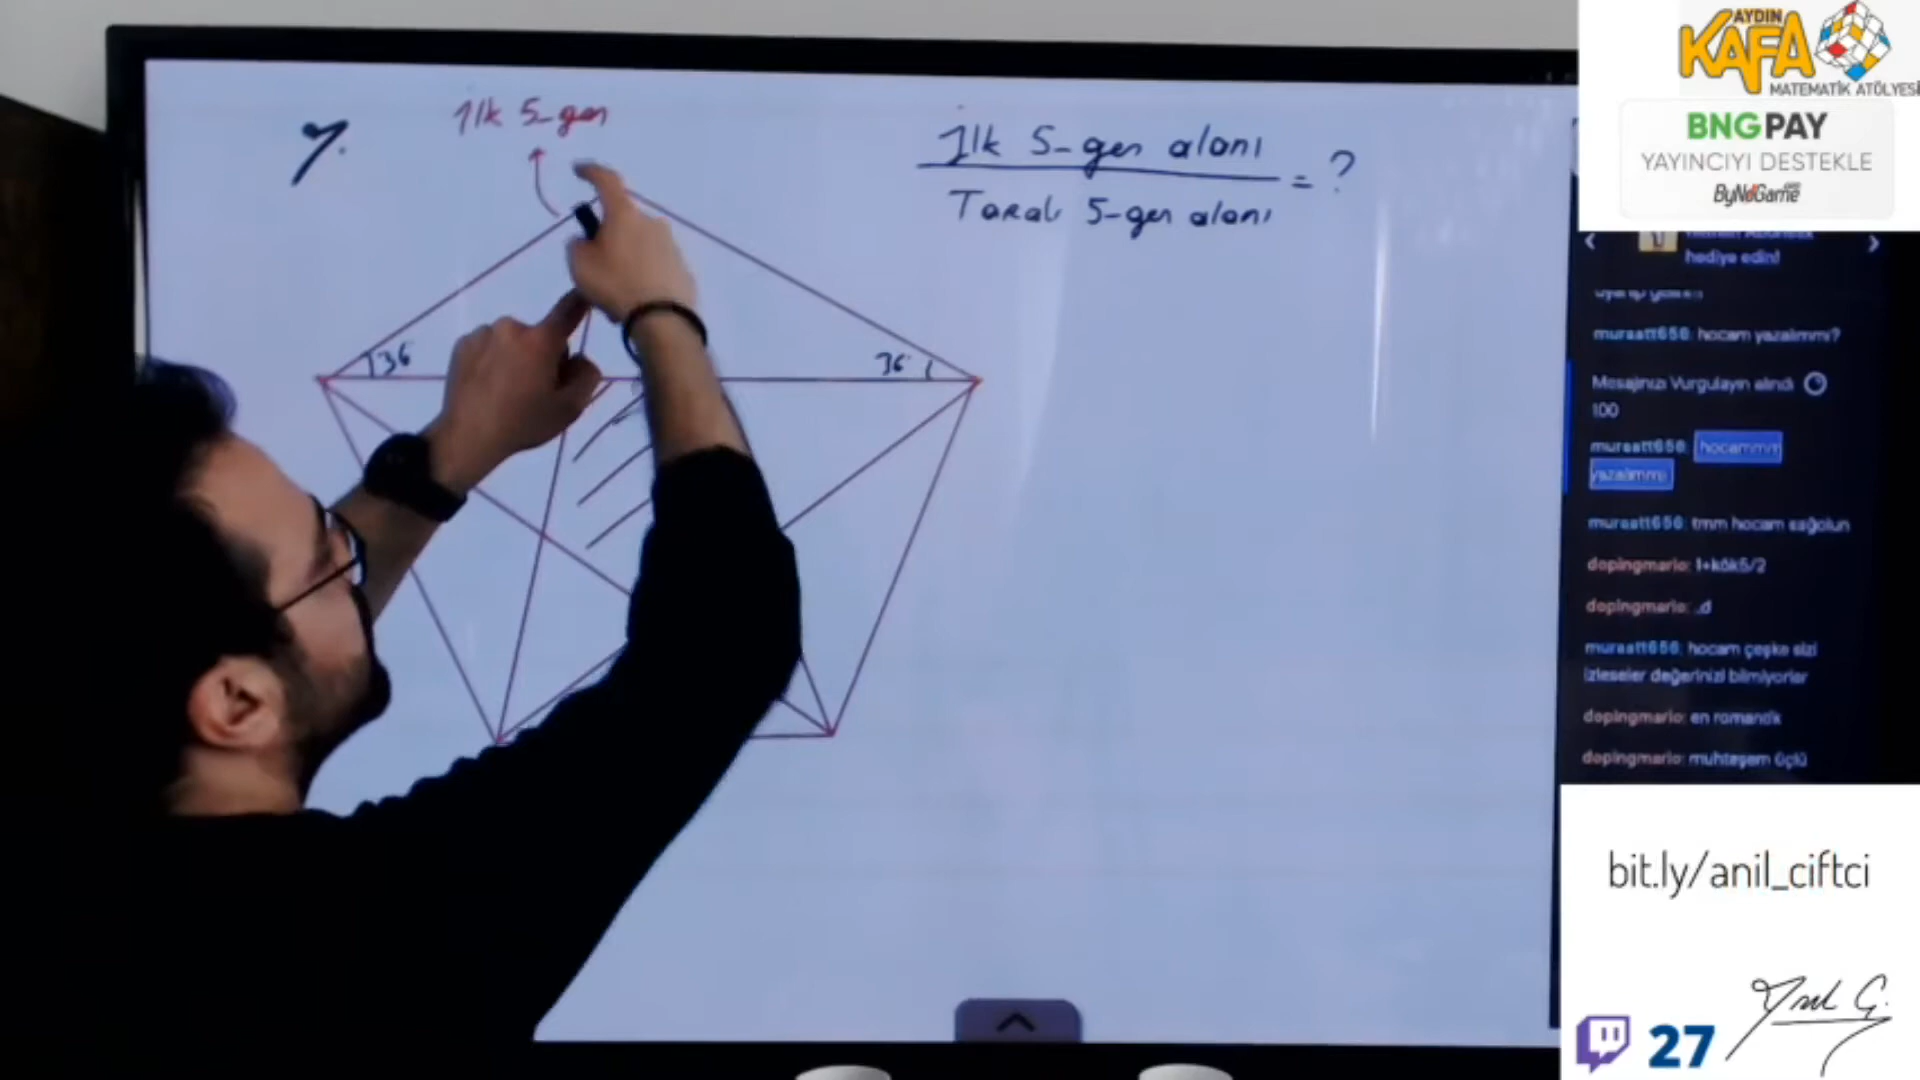 7.
İlk 5-gen
İlk 5-gen alanı
Taralı 5-gen alanı
= ?
36
36
AYDIN
KAFA
MATEMATİK ATÖLYESİ
BNGPAY
YAYINCIYI DESTEKLE
ByNoGame
hediye edin!
muraatt656: hocam yazalımmı?
Mesajınızı Vurgulayın alındı
100
muraatt656: hocammm
yazalımmı
muraatt656: tmm hocam sağolun
dopingmario: 1+kök5/2
dopingmario: .d
muraatt656: hocam çeşke sizi
izleseler değerinizi bilmiyorlar
dopingmario: en romantik
dopingmario: muhteşem üçlü
bit.ly/anil_ciftci
27